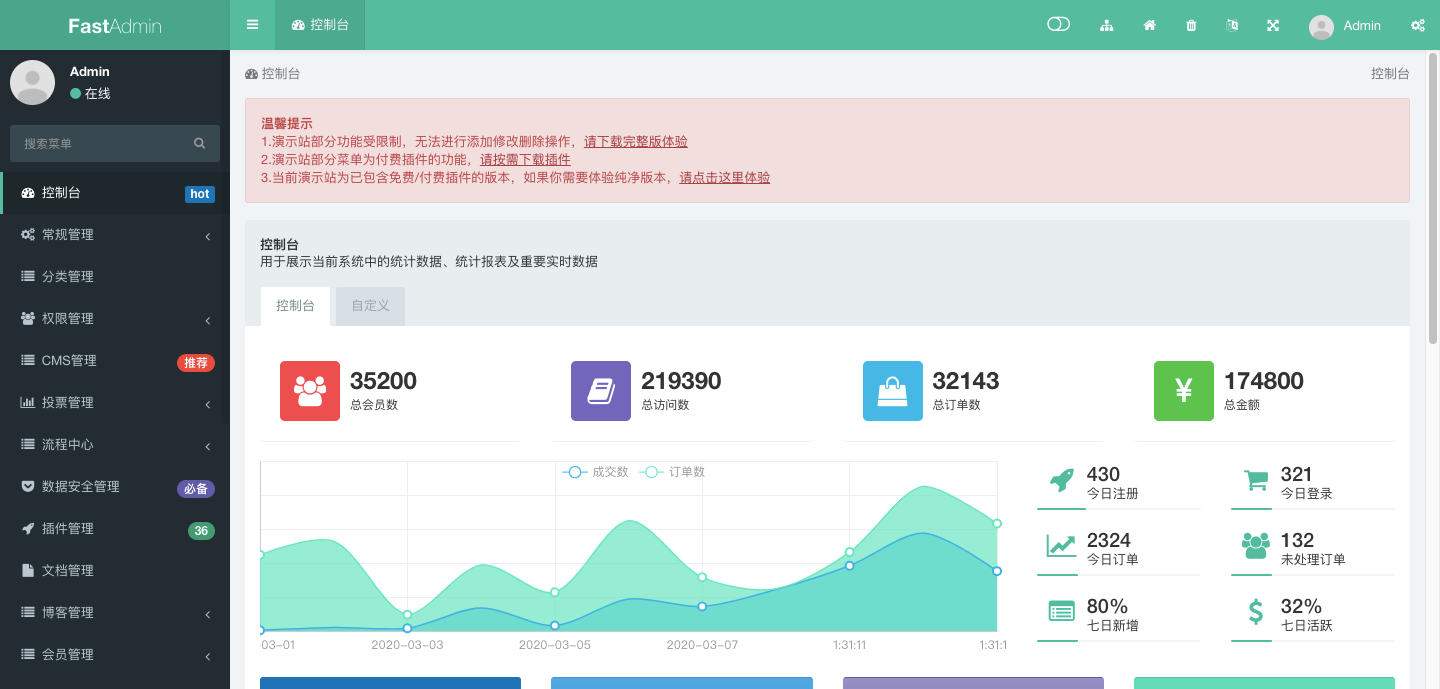 FastAdmin
控制台
Admin
Admin
在线
搜索菜单
控制台 hot
常规管理
分类管理
权限管理
CMS管理 推荐
投票管理
流程中心
数据安全管理 必备
插件管理 36
文档管理
博客管理
会员管理
控制台
控制台
温馨提示
1.演示站部分功能受限制，无法进行添加修改删除操作，请下载完整版体验
2.演示站部分菜单为付费插件的功能，请按需下载插件
3.当前演示站为已包含免费/付费插件的版本，如果你需要体验纯净版本，请点击这里体验
控制台
用于展示当前系统中的统计数据、统计报表及重要实时数据
控制台 自定义
35200
总会员数
219390
总访问数
32143
总订单数
174800
总金额
成交数 订单数
03-01 2020-03-03 2020-03-05 2020-03-07 1:31:11 1:31:1
430
今日注册
321
今日登录
2324
今日订单
132
未处理订单
80%
七日新增
32%
七日活跃